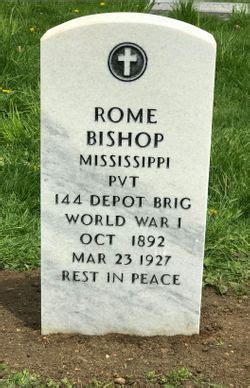 ROME
BISHOP
MISSISSIPPI
PVT
144 DEPOT BRIG
WORLD WAR I
OCT 1892
MAR 23 1927
REST IN PEACE